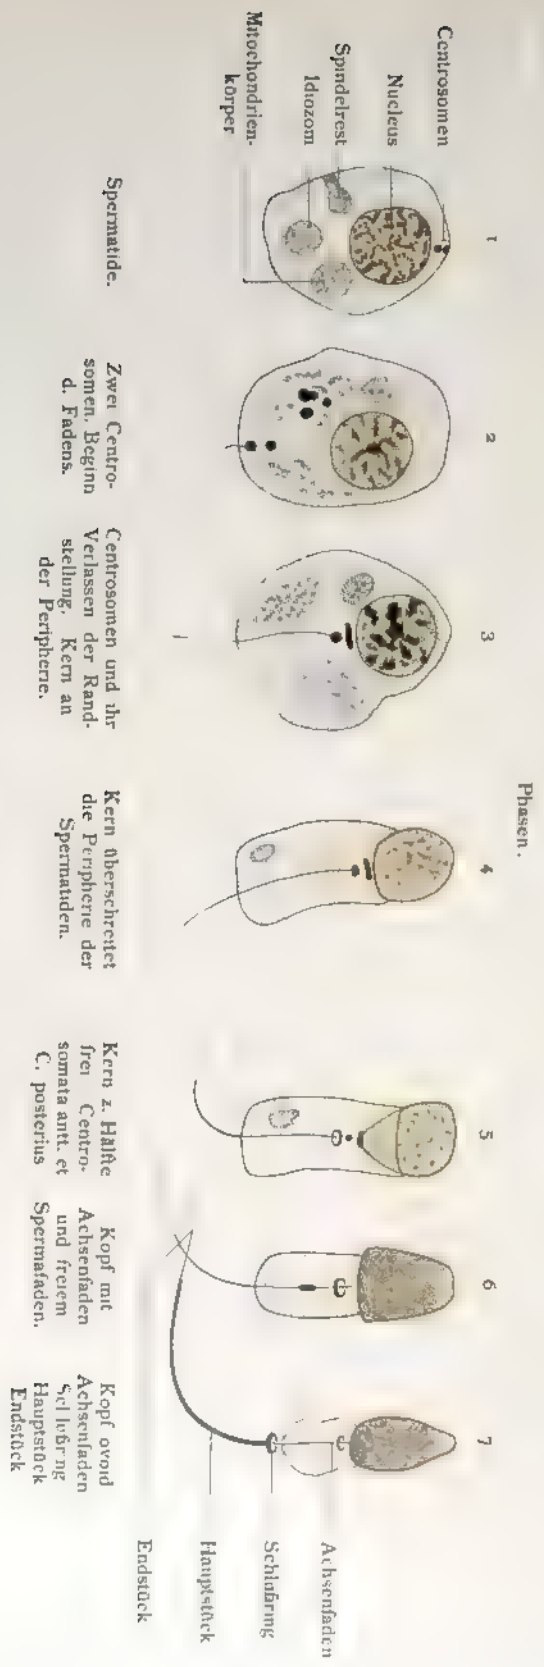 Phasen.
1
2
3
4
5
6
7
Centrosomen
Nucleus
Spindelrest
Idiozom
Mitochondrien-
körper
Achsenfaden
Schlußring
Hauptstück
Endstück
Spermatide.
Zwei Centro-
somen. Beginn
d. Fadens.
Centrosomen und ihr
Verlassen der Rand-
stellung. Kern an
der Peripherie.
Kern überschreitet
die Peripherie der
Spermatiden.
Kern z. Hälfte
frei Centro-
somata antt. et
C. posterius
Kopf mit
Achsenfaden
und freiem
Spermafaden.
Kopf ovoid
Achsenfaden
Schlußring
Hauptstück
Endstück